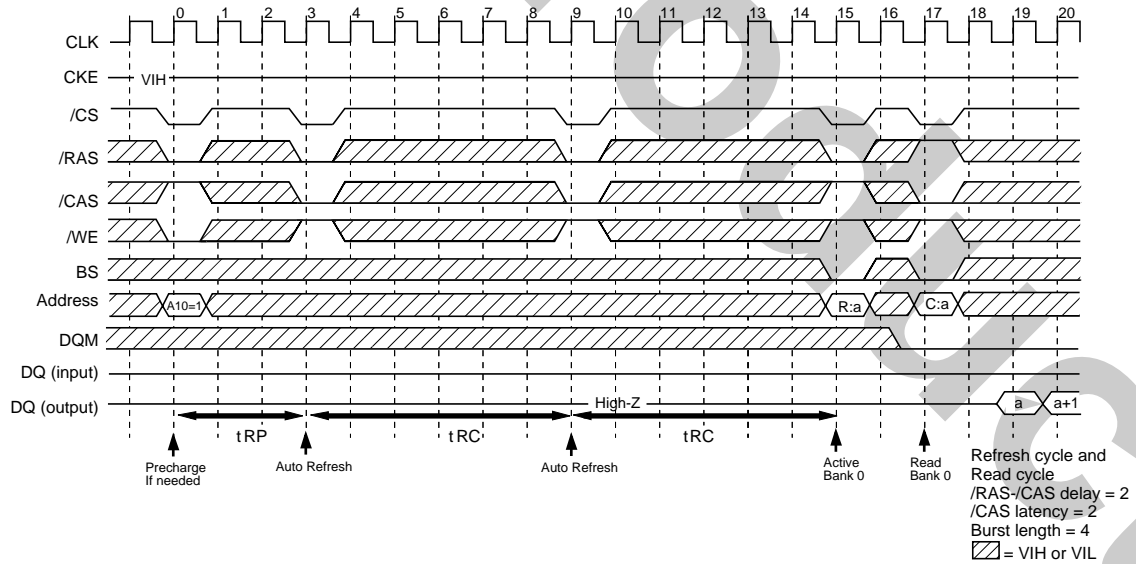 0 1 2 3 4 5 6 7 8 9 10 11 12 13 14 15 16 17 18 19 20
CLK
CKE VIH
/CS
/RAS
/CAS
/WE
BS
Address A10=1 R:a C:a
DQM
DQ (input)
DQ (output) High-Z a a+1
tRP tRC tRC
Precharge
If needed
Auto Refresh
Auto Refresh
Active
Bank 0
Read
Bank 0
Refresh cycle and
Read cycle
/RAS-/CAS delay = 2
/CAS latency = 2
Burst length = 4
= VIH or VIL